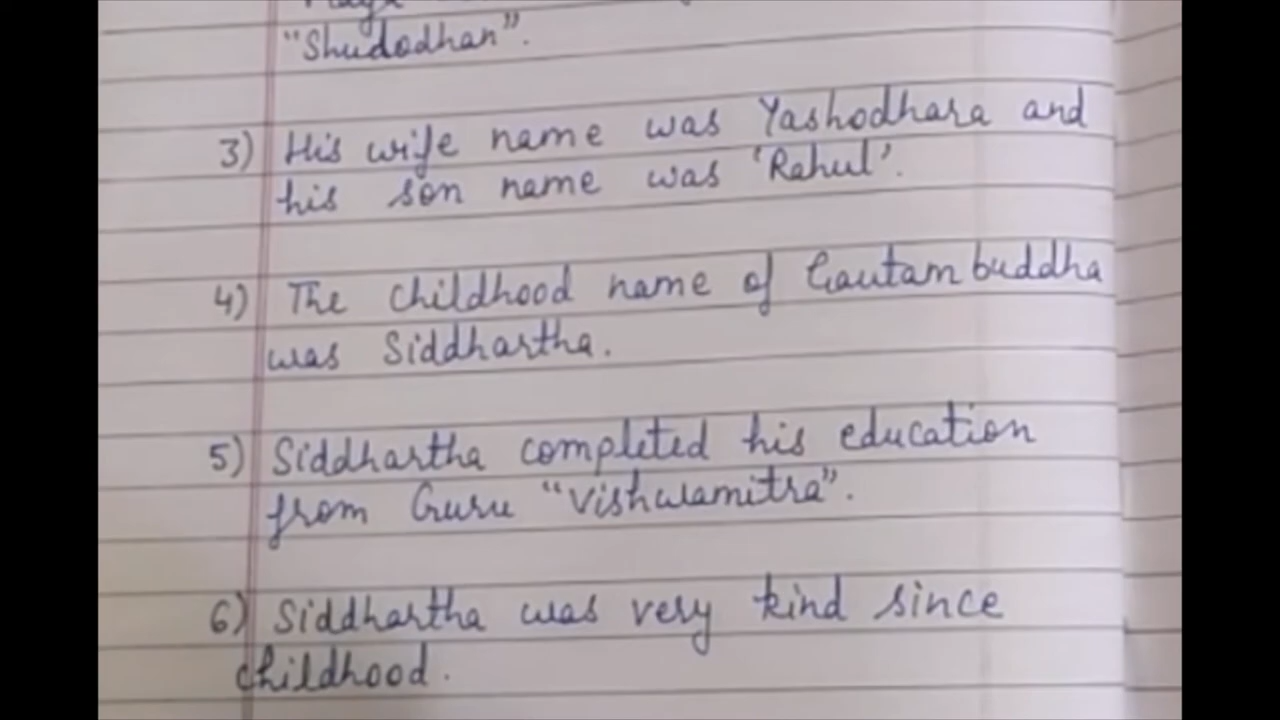 "Shudodhan".
3) His wife name was Yashodhara and
his son name was 'Rahul'.
4) The childhood name of Gautam buddha
was Siddhartha.
5) Siddhartha completed his education
from Guru "Vishwamitra".
6) Siddhartha was very kind since
childhood.